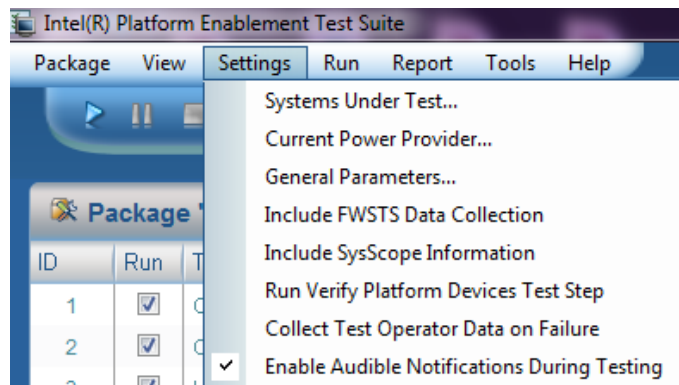 Intel(R) Platform Enablement Test Suite
Package View Settings Run Report Tools Help
Systems Under Test...
Current Power Provider...
General Parameters...
Include FWSTS Data Collection
Include SysScope Information
Run Verify Platform Devices Test Step
Collect Test Operator Data on Failure
Enable Audible Notifications During Testing
Package '
ID Run T
1
2